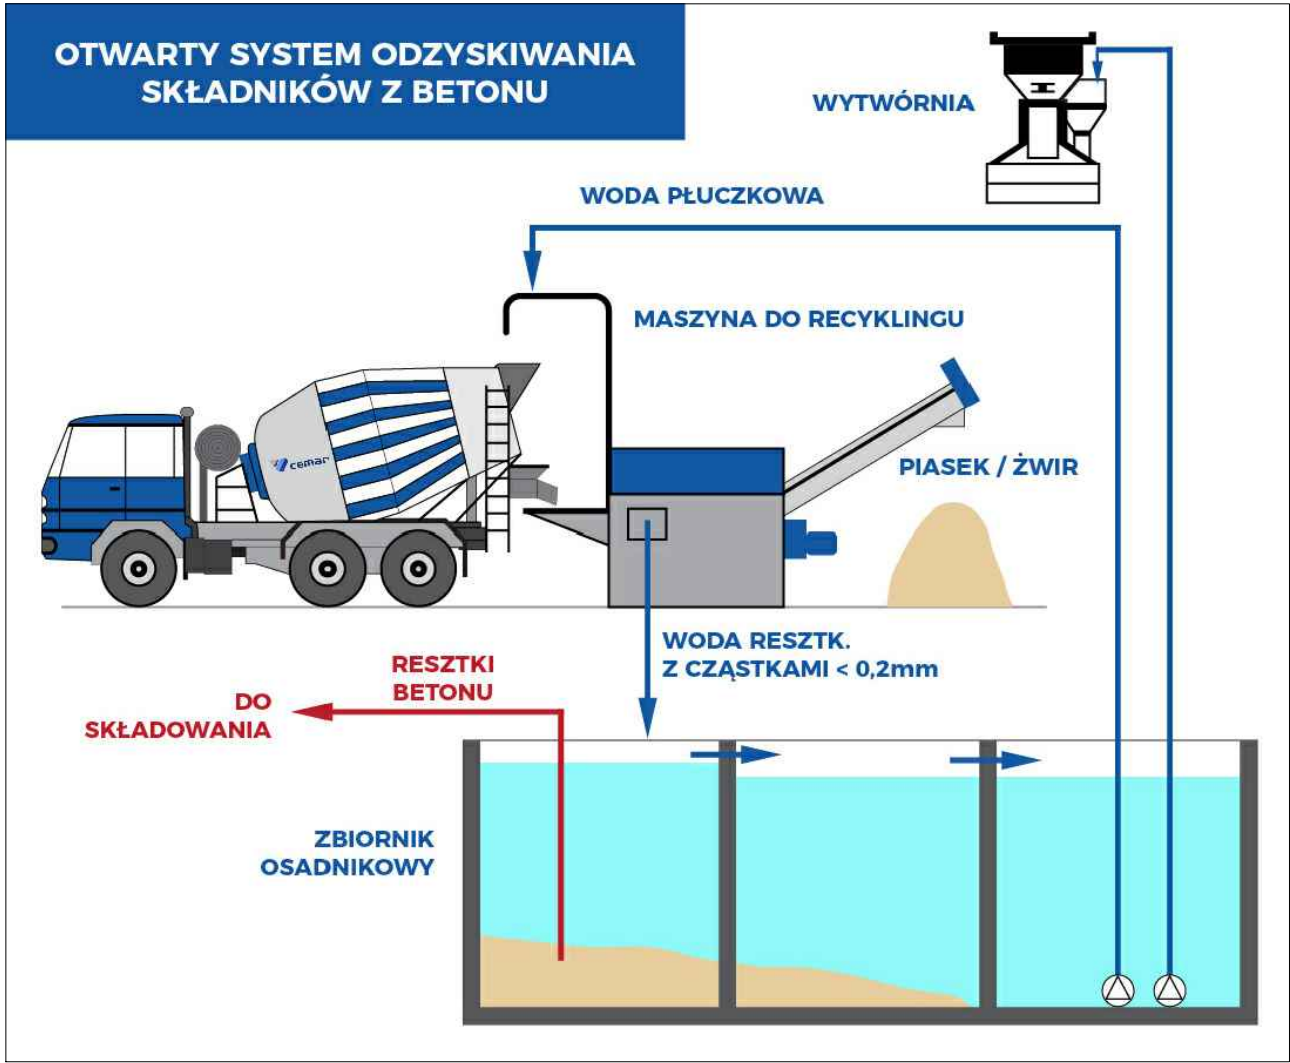 OTWARTY SYSTEM ODZYSKIWANIA
SKŁADNIKÓW Z BETONU
WYTWÓRNIA
WODA PŁUCZKOWA
MASZYNA DO RECYKLINGU
cemar
PIASEK / ŻWIR
WODA RESZTK.
Z CZĄSTKAMI < 0,2mm
RESZTKI
BETONU
DO
SKŁADOWANIA
ZBIORNIK
OSADNIKOWY